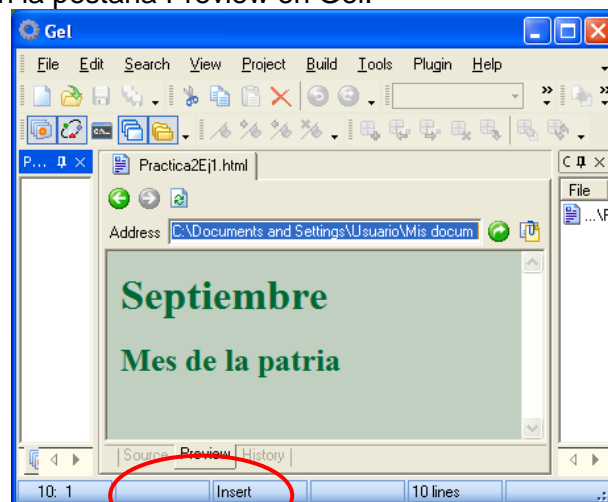 en la pestaña Preview en Gel.
Gel
File Edit Search View Project Build Tools Plugin Help
P... Practica2Ej1.html C
File
Address C:\Documents and Settings\Usuario\Mis docum
Septiembre
Mes de la patria
Source Preview History
10: 1 Insert 10 lines